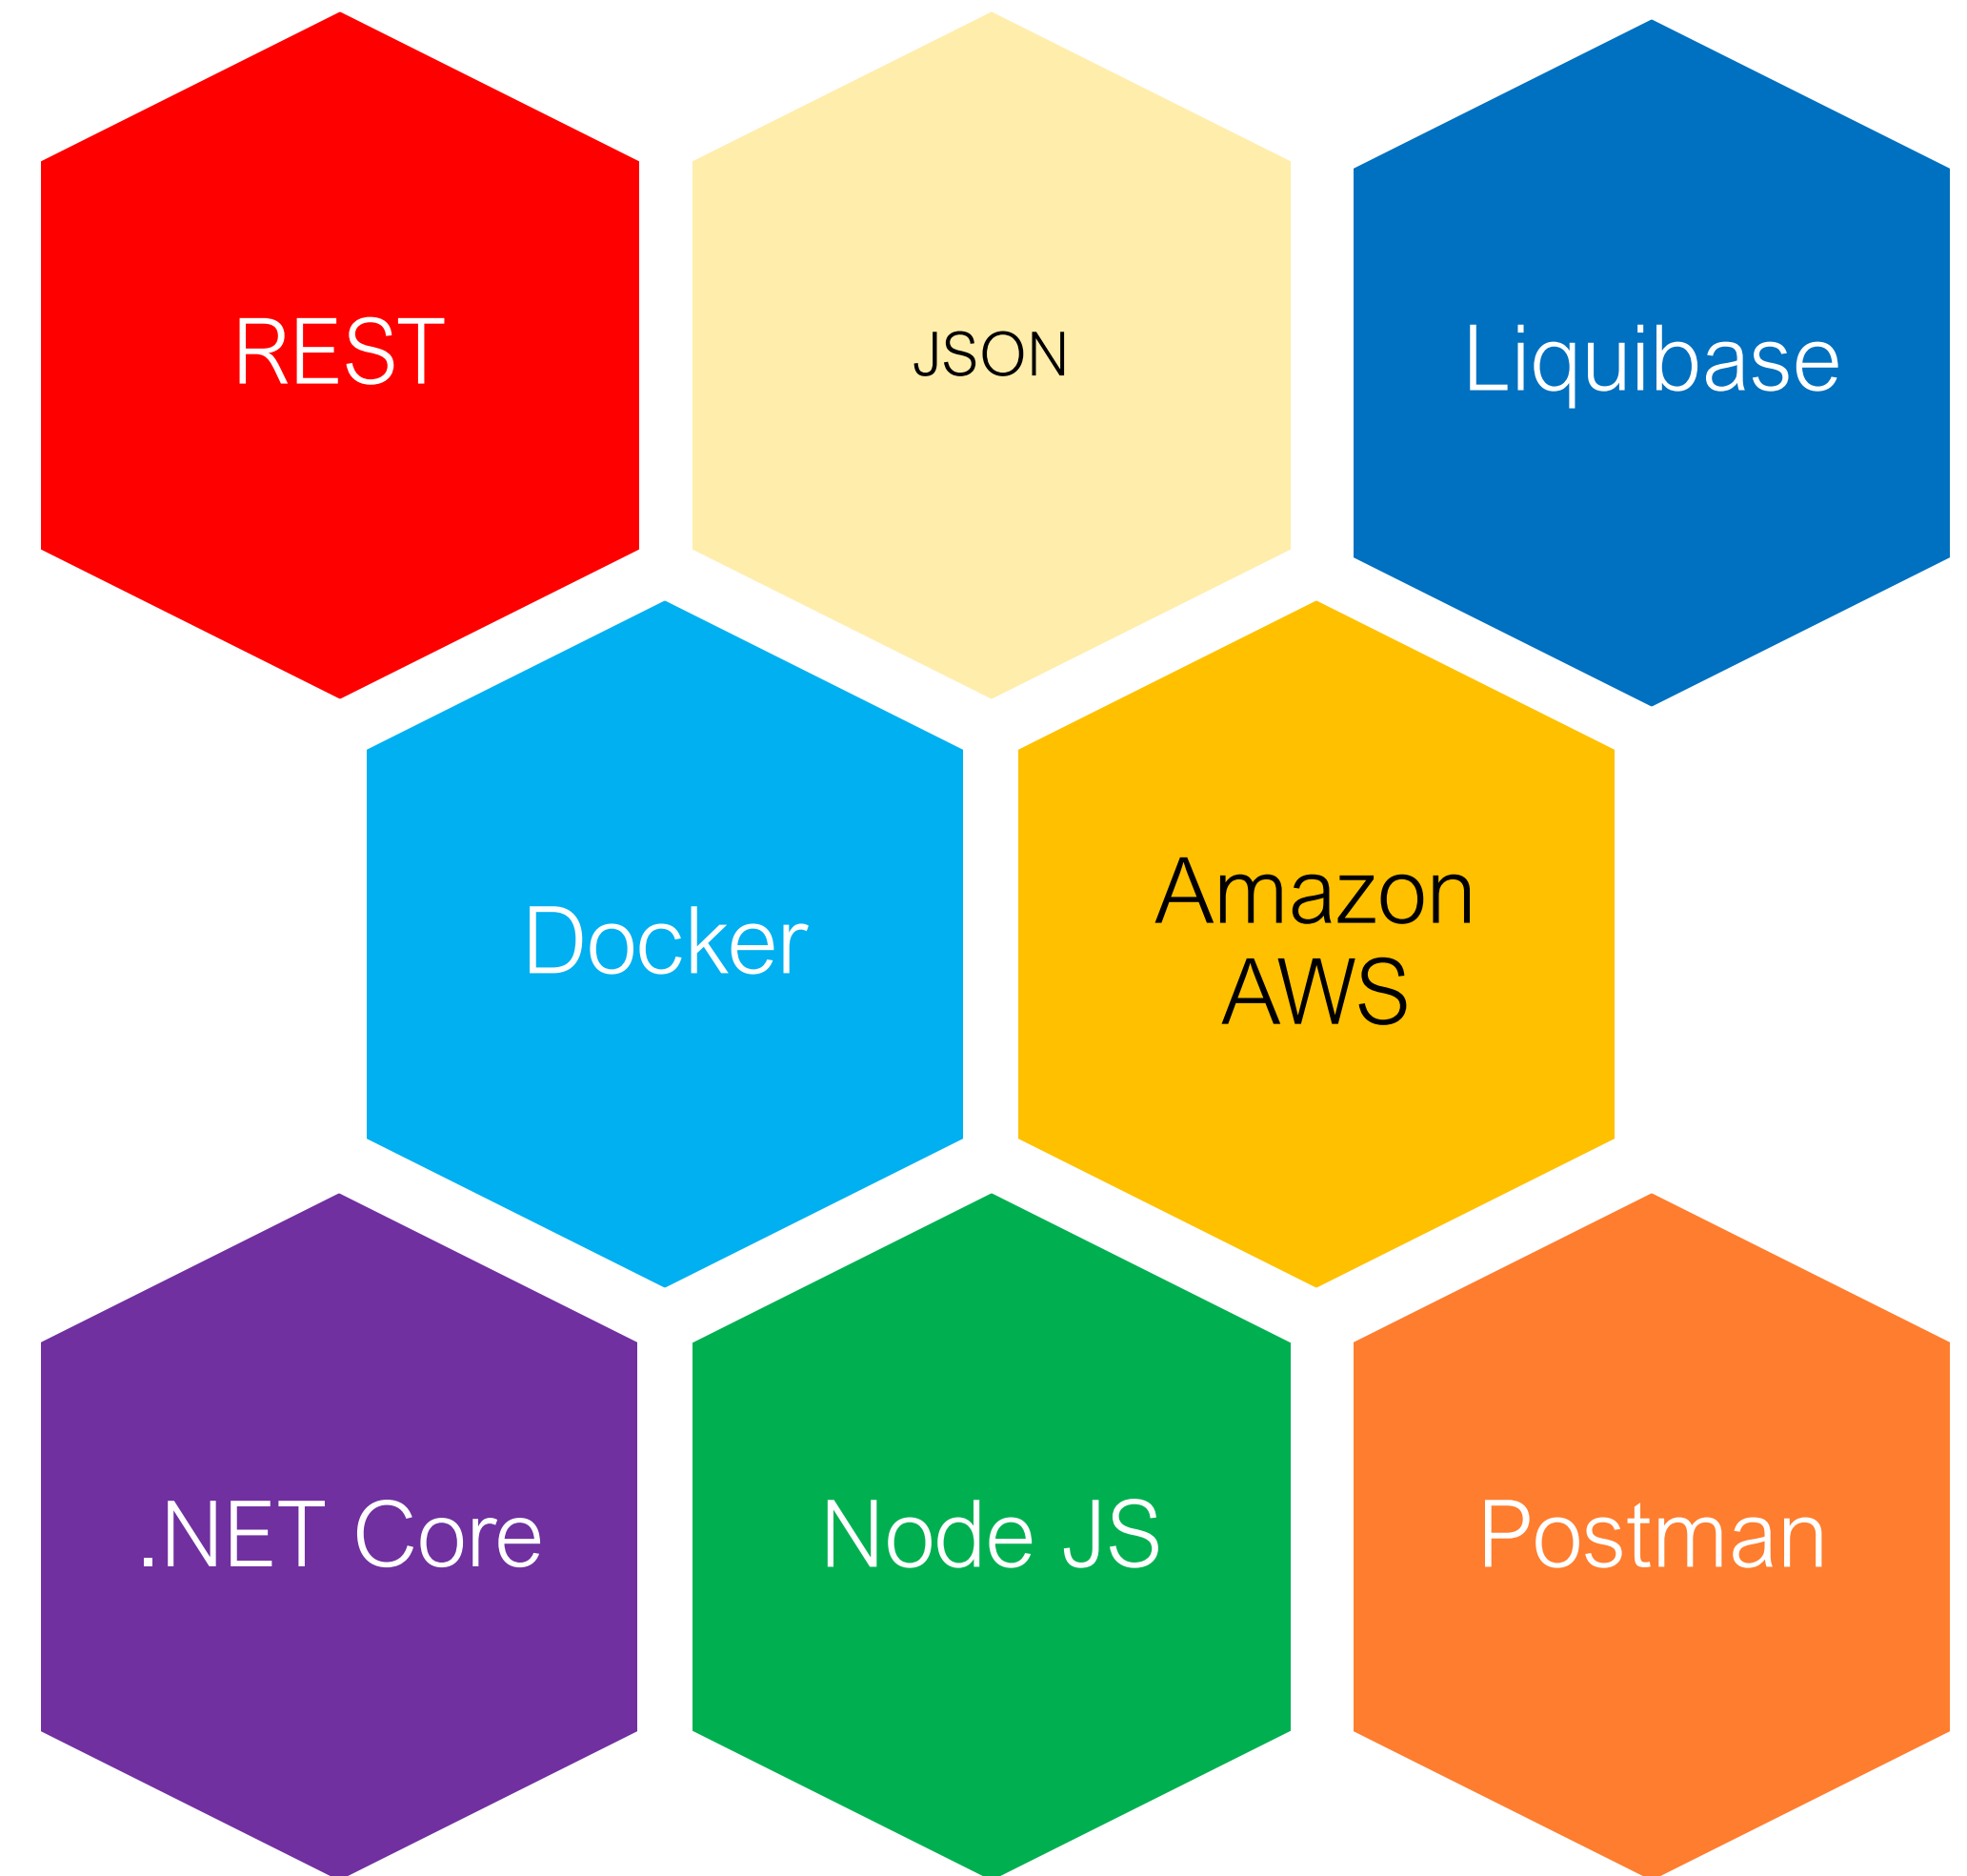 REST
JSON
Liquibase
Docker
Amazon
AWS
.NET Core
Node JS
Postman